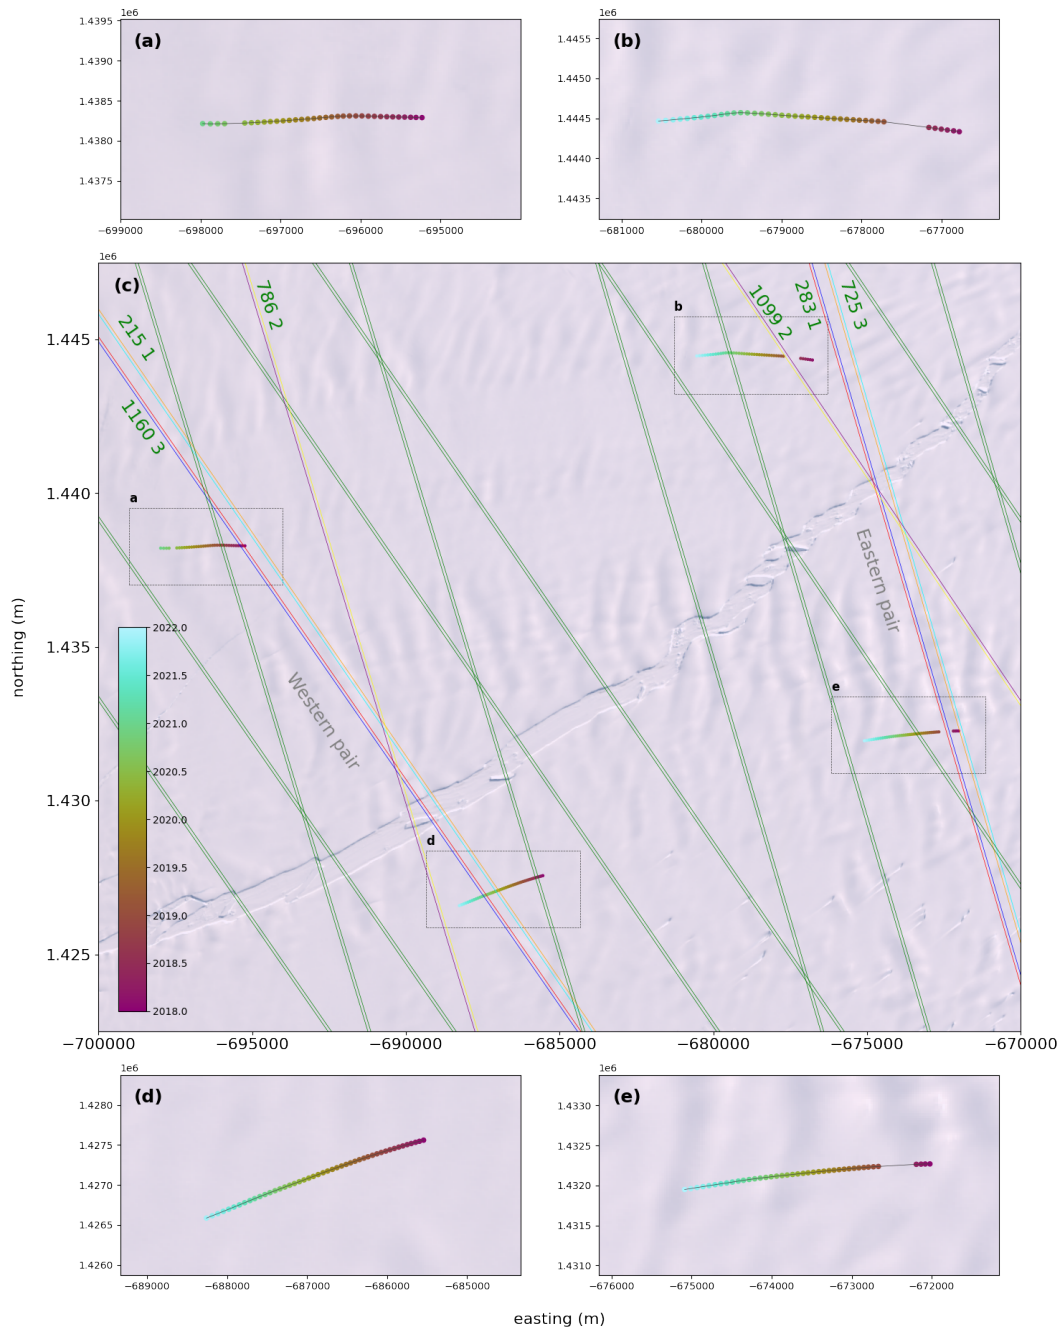 1e6
1.4395
1.4390
1.4385
1.4380
1.4375
(a)
−699000 −698000 −697000 −696000 −695000
1e6
1.4455
1.4450
1.4445
1.4440
1.4435
(b)
−681000 −680000 −679000 −678000 −677000
1e6
(c)
215 1
1160 3
786 2
1099 2
283 1
725 3
b
a
d
e
Western pair
Eastern pair
1.445
1.440
1.435
1.430
1.425
2022.0
2021.5
2021.0
2020.5
2020.0
2019.5
2019.0
2018.5
2018.0
−700000 −695000 −690000 −685000 −680000 −675000 −670000
northing (m)
1e6
1.4280
1.4275
1.4270
1.4265
1.4260
(d)
−689000 −688000 −687000 −686000 −685000
1e6
1.4330
1.4325
1.4320
1.4315
1.4310
(e)
−676000 −675000 −674000 −673000 −672000
easting (m)